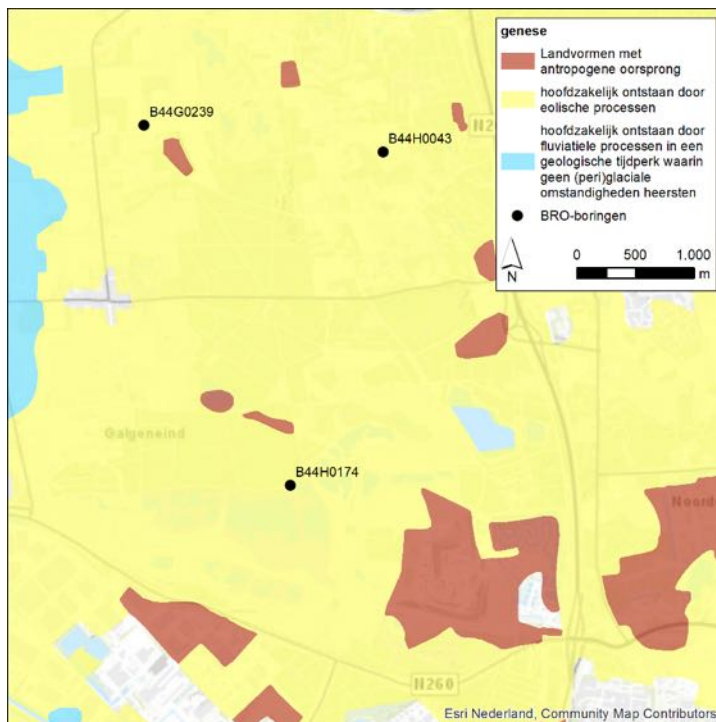 genese
Landvormen met
antropogene oorsprong
hoofdzakelijk ontstaan door
eolische processen
hoofdzakelijk ontstaan door
fluviatiele processen in een
geologische tijdperk waarin
geen (peri)glaciale
omstandigheden heersten
BRO-boringen
0 500 1.000
m
N
B44G0239
B44H0043
Galgeneind
B44H0174
N260
Esri Nederland, Community Map Contributors